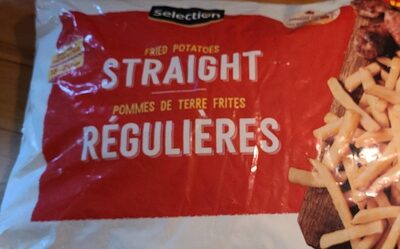 selection
FRIED POTATOES
STRAIGHT
POMMES DE TERRE FRITES
RÉGULIÈRES